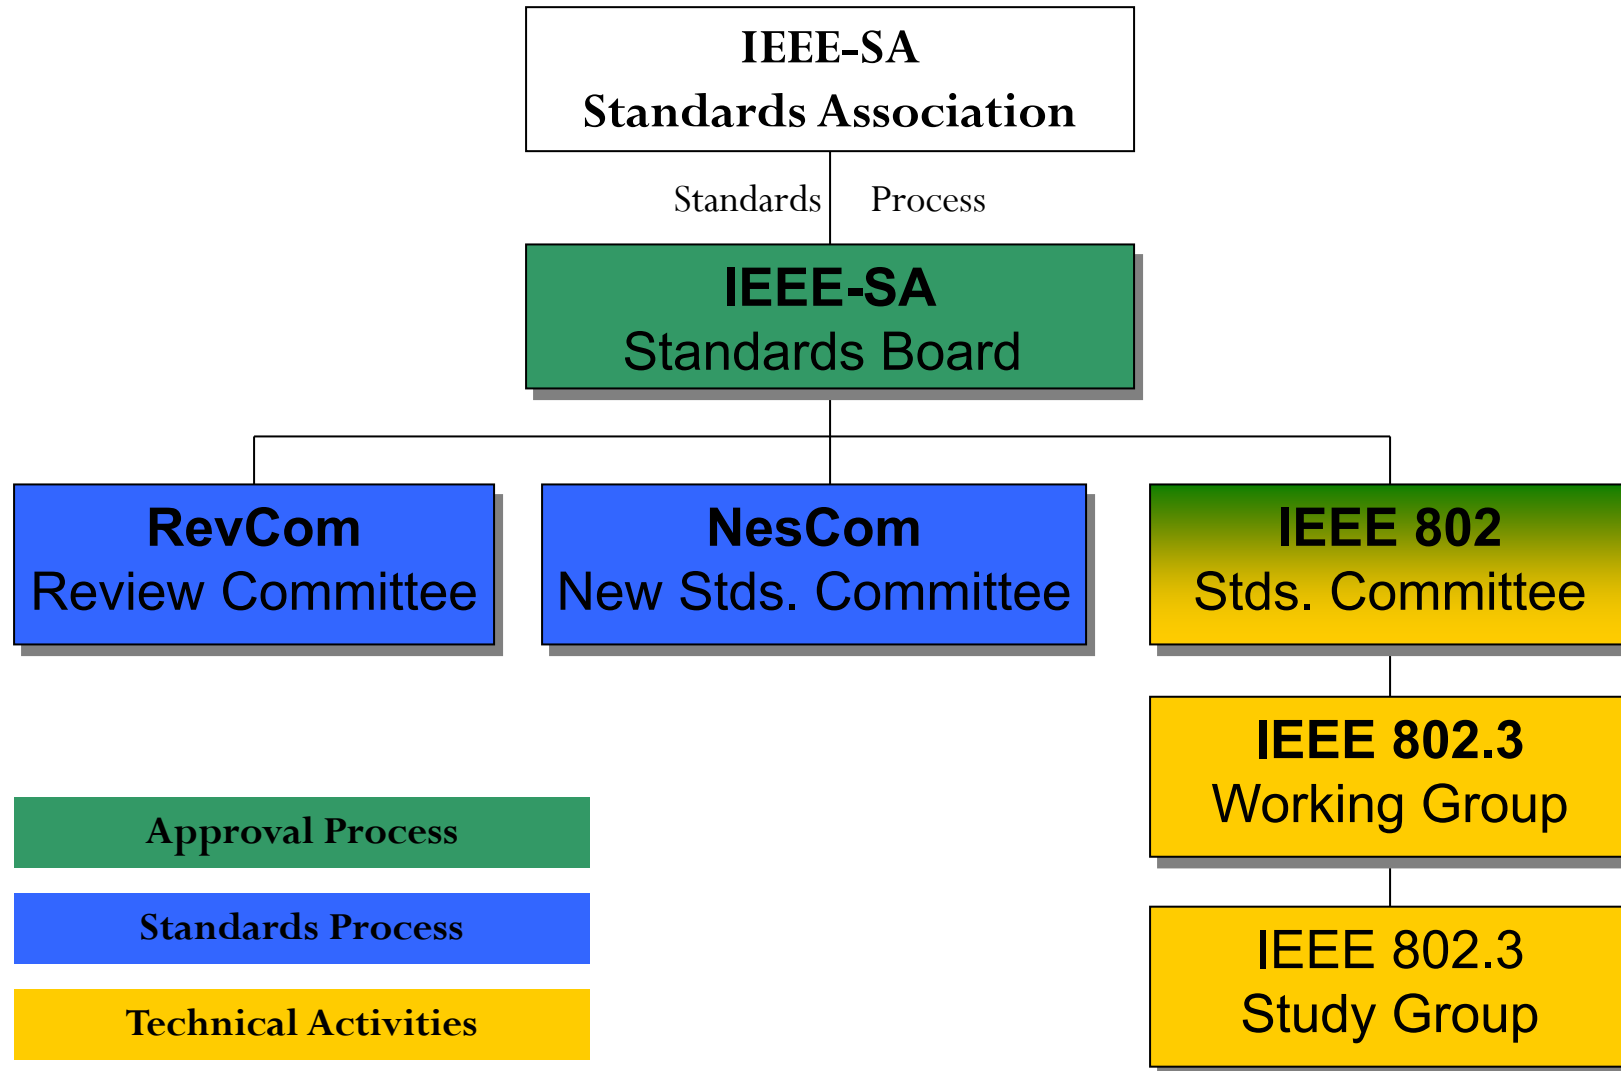 IEEE-SA
Standards Association
Standards Process
IEEE-SA
Standards Board
RevCom
Review Committee
NesCom
New Stds. Committee
IEEE 802
Stds. Committee
IEEE 802.3
Working Group
IEEE 802.3
Study Group
Approval Process
Standards Process
Technical Activities